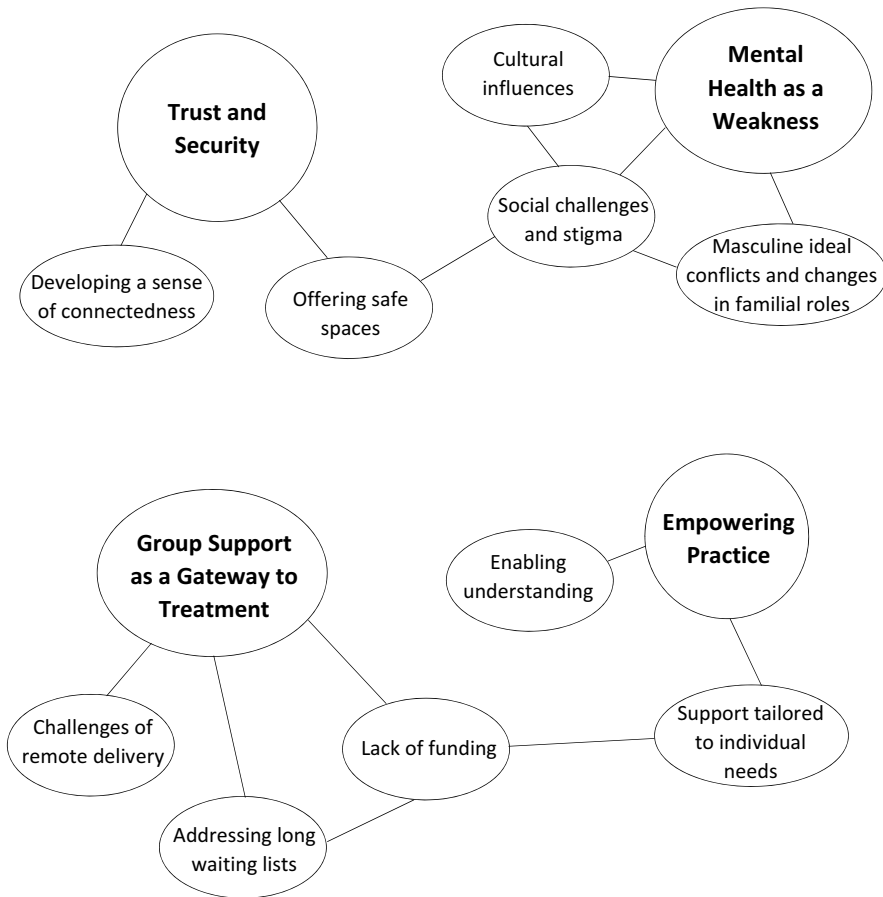 Trust and
Security
Cultural
influences
Mental
Health as a
Weakness
Social challenges
and stigma
Developing a sense
of connectedness
Offering safe
spaces
Masculine ideal
conflicts and changes
in familial roles
Group Support
as a Gateway to
Treatment
Enabling
understanding
Empowering
Practice
Challenges of
remote delivery
Lack of funding
Support tailored
to individual
needs
Addressing long
waiting lists